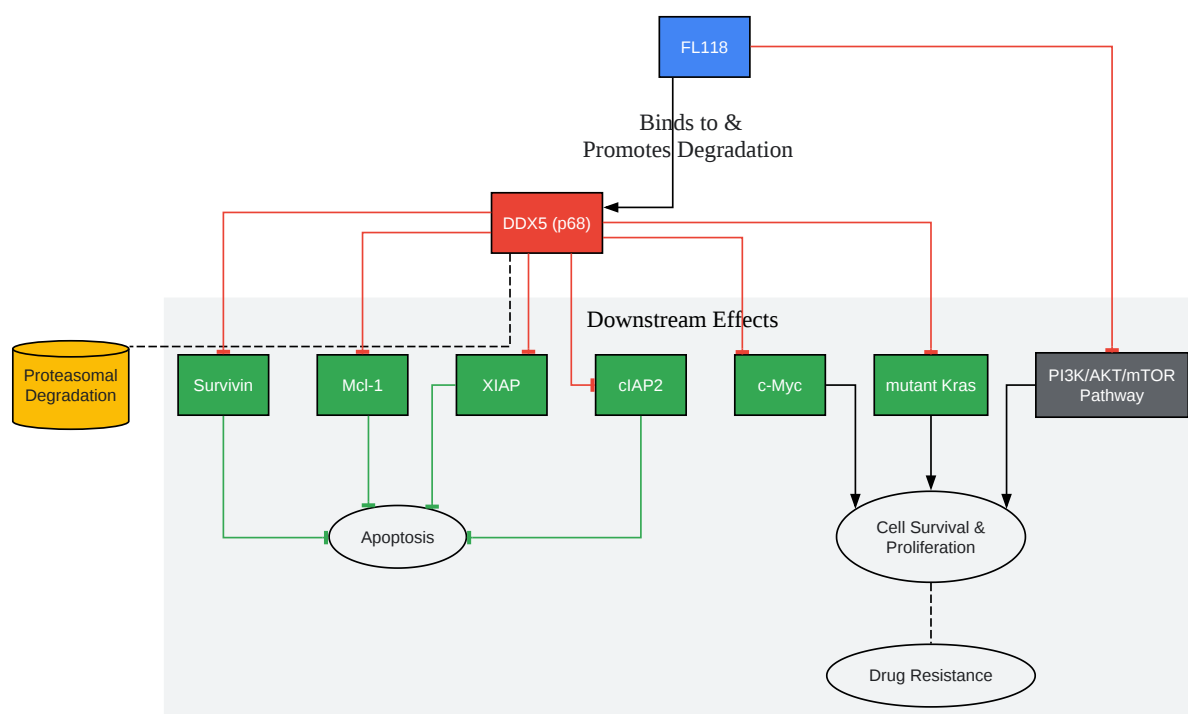 FL118
Binds to &
Promotes Degradation
DDX5 (p68)
Downstream Effects
Proteasomal
Degradation
Survivin
Mcl-1
XIAP
cIAP2
c-Myc
mutant Kras
PI3K/AKT/mTOR
Pathway
Apoptosis
Cell Survival &
Proliferation
Drug Resistance